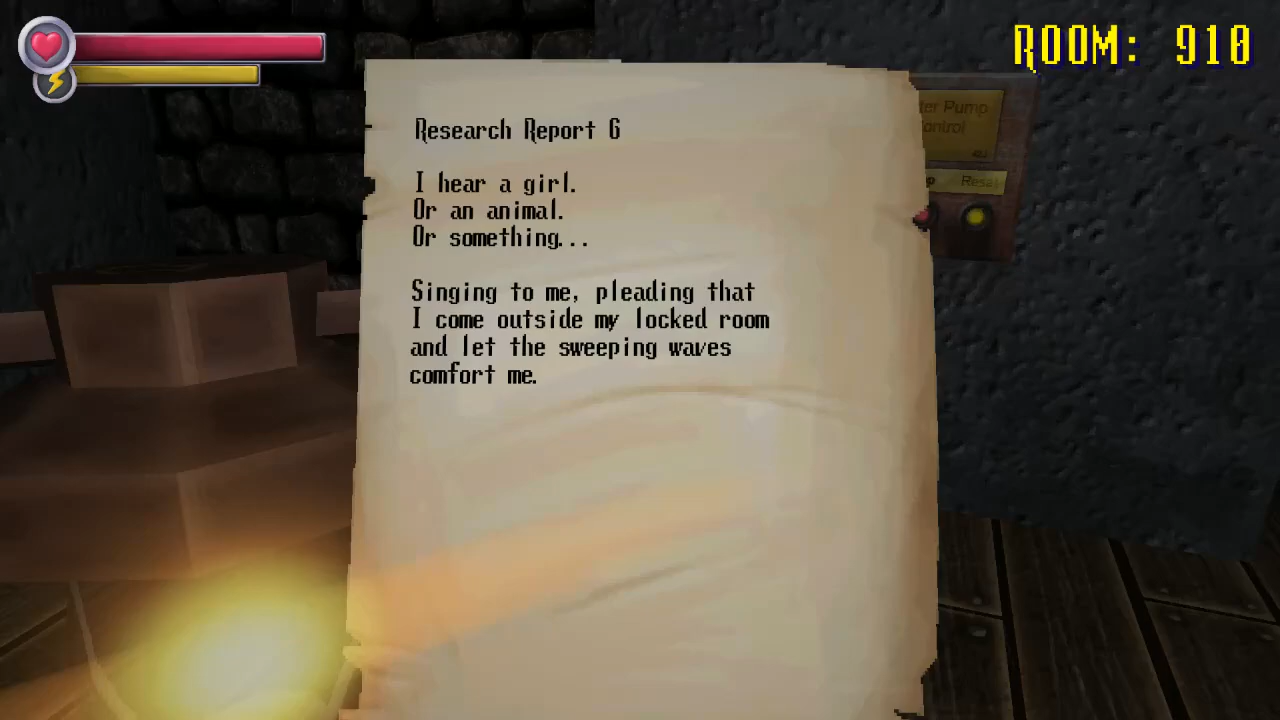 ROOM: 910
Research Report 6
I hear a girl.
Or an animal.
Or something...
Singing to me, pleading that
I come outside my locked room
and let the sweeping waves
comfort me.
Pump
Reset